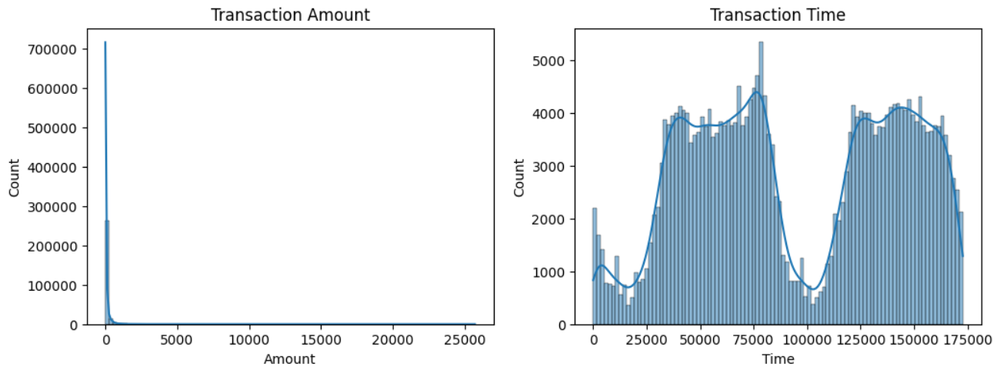 Transaction Amount
700000
600000
500000
400000
300000
200000
100000
0
Count
0 5000 10000 15000 20000 25000
Amount
Transaction Time
5000
4000
3000
2000
1000
0
Count
0 25000 50000 75000 100000 125000 150000 175000
Time